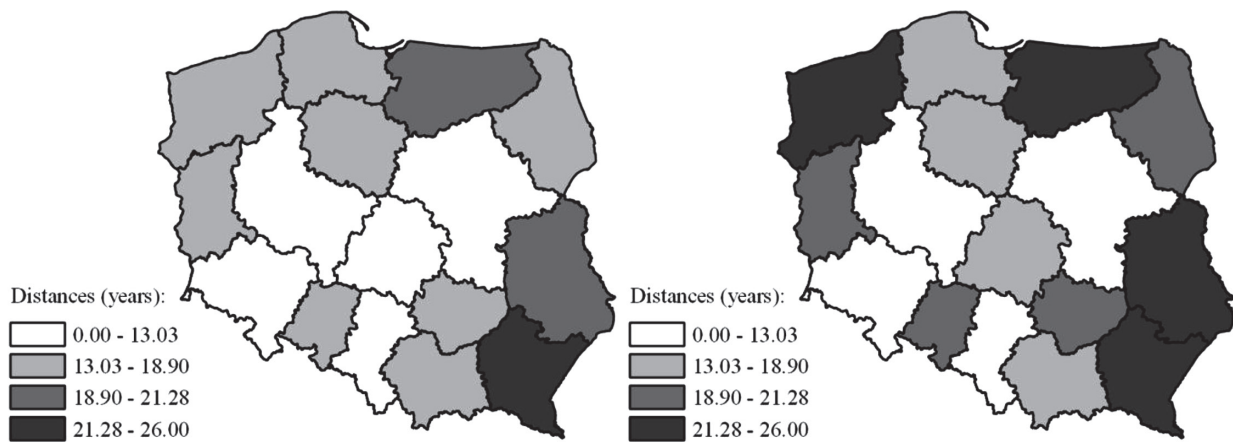 Distances (years):
0.00 - 13.03
13.03 - 18.90
18.90 - 21.28
21.28 - 26.00
Distances (years):
0.00 - 13.03
13.03 - 18.90
18.90 - 21.28
21.28 - 26.00